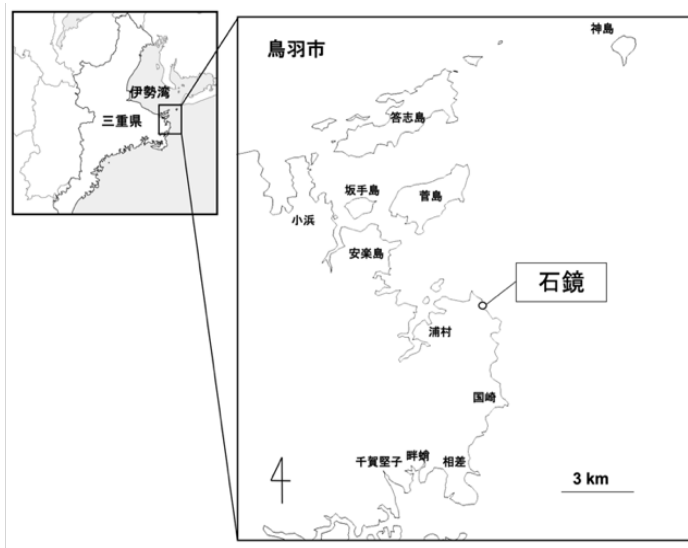 伊勢湾
三重県
鳥羽市
神島
答志島
坂手島
菅島
小浜
安楽島
石鏡
浦村
国崎
千賀堅子
畔蛸
相差
3 km